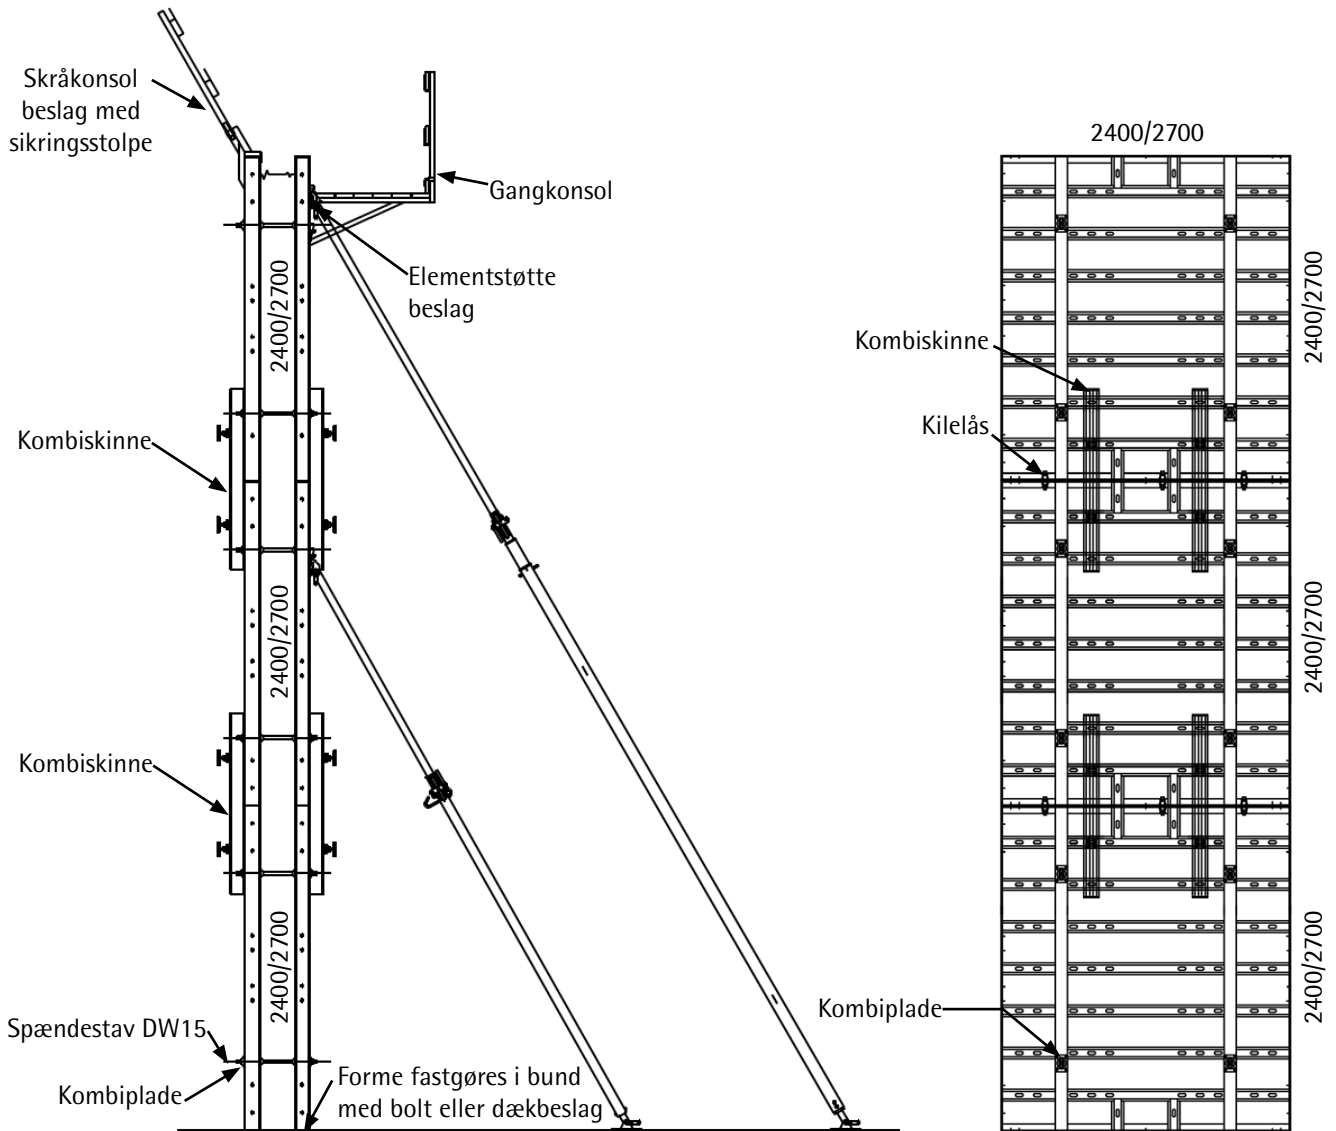 Skråkonsol
beslag med
sikringsstolpe
Gangkonsol
Elementstøtte
beslag
2400/2700
Kombiskinne
2400/2700
Kombiskinne
2400/2700
Spændestav DW15
Kombiplade
Forme fastgøres i bund
med bolt eller dækbeslag
2400/2700
2400/2700
Kombiskinne
Kilelås
2400/2700
Kombiplade
2400/2700